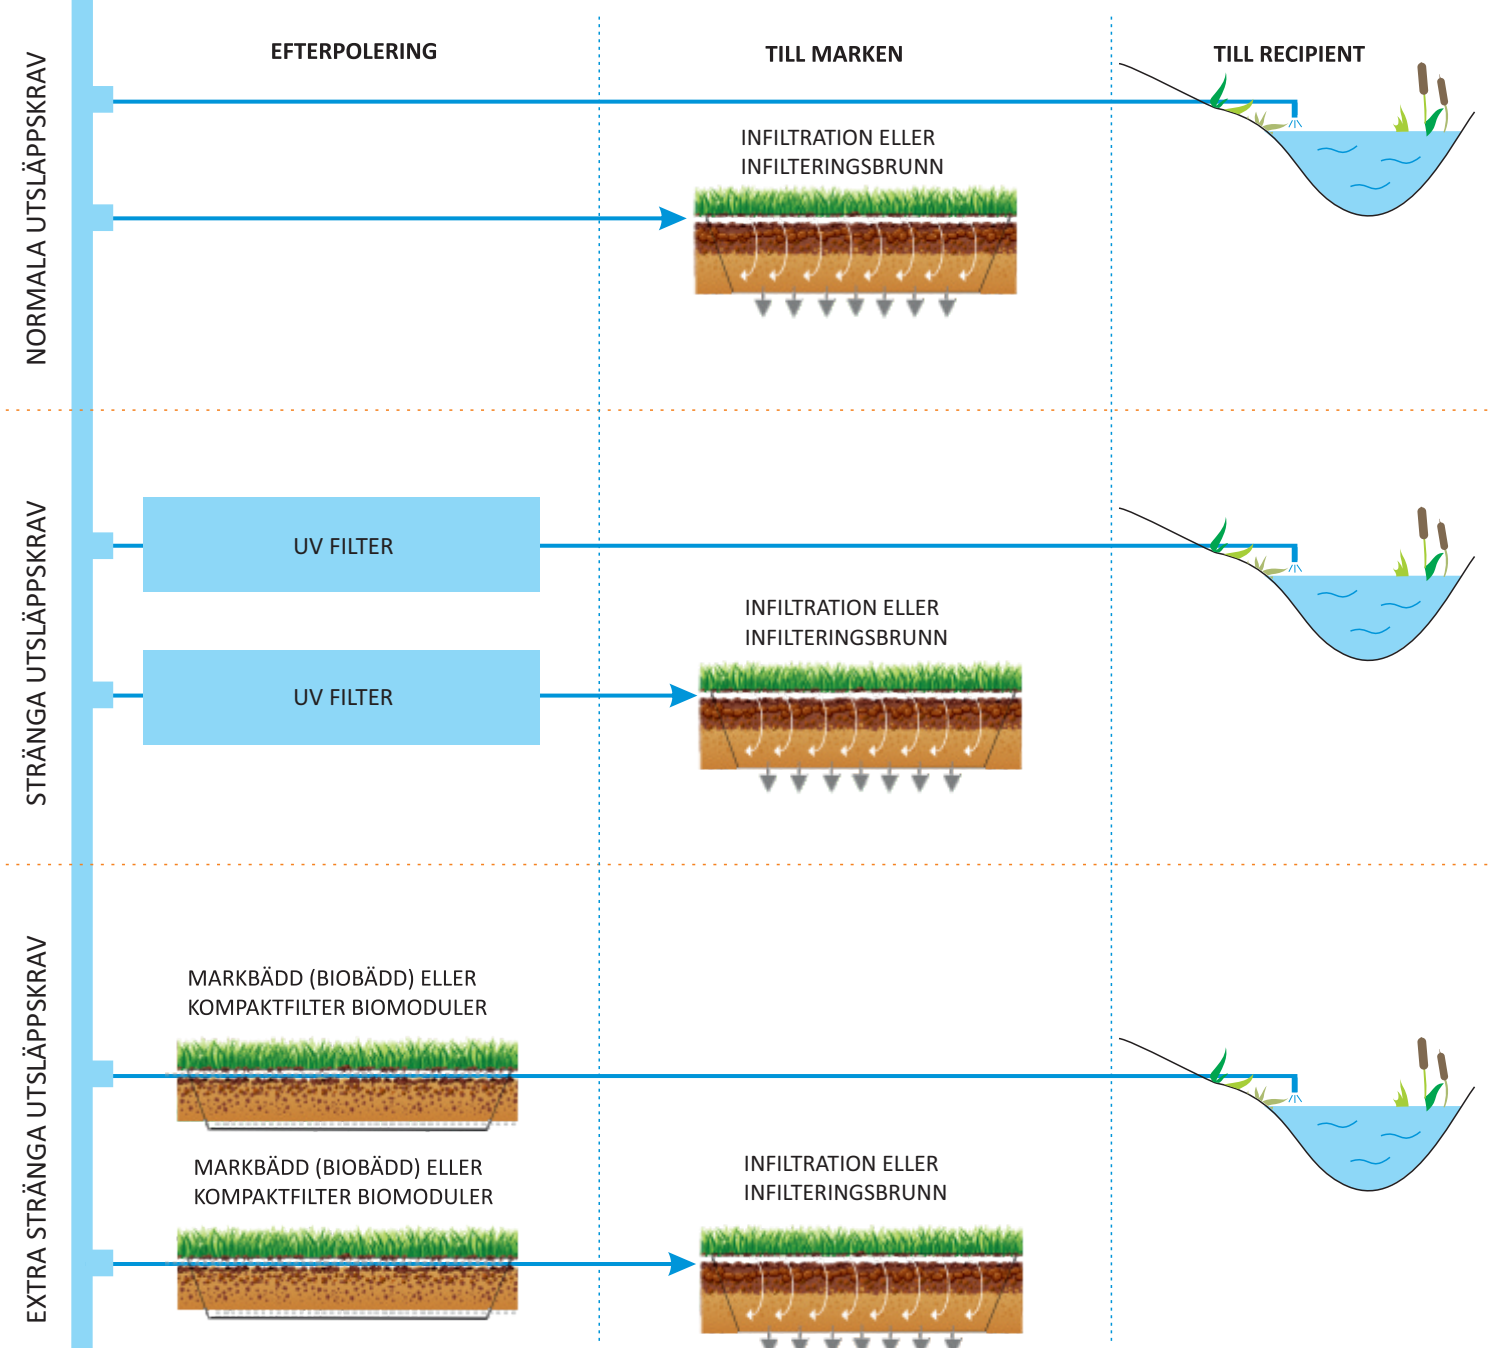 EFTERPOLERING
TILL MARKEN
TILL RECIPIENT
NORMALA UTSLÄPPSKRAV
INFILTRATION ELLER
INFILTERINGSBRUNN
STRÄNGA UTSLÄPPSKRAV
UV FILTER
INFILTRATION ELLER
INFILTERINGSBRUNN
UV FILTER
EXTRA STRÄNGA UTSLÄPPSKRAV
MARKBÄDD (BIOBÄDD) ELLER
KOMPAKTFILTER BIOMODULER
MARKBÄDD (BIOBÄDD) ELLER
KOMPAKTFILTER BIOMODULER
INFILTRATION ELLER
INFILTERINGSBRUNN